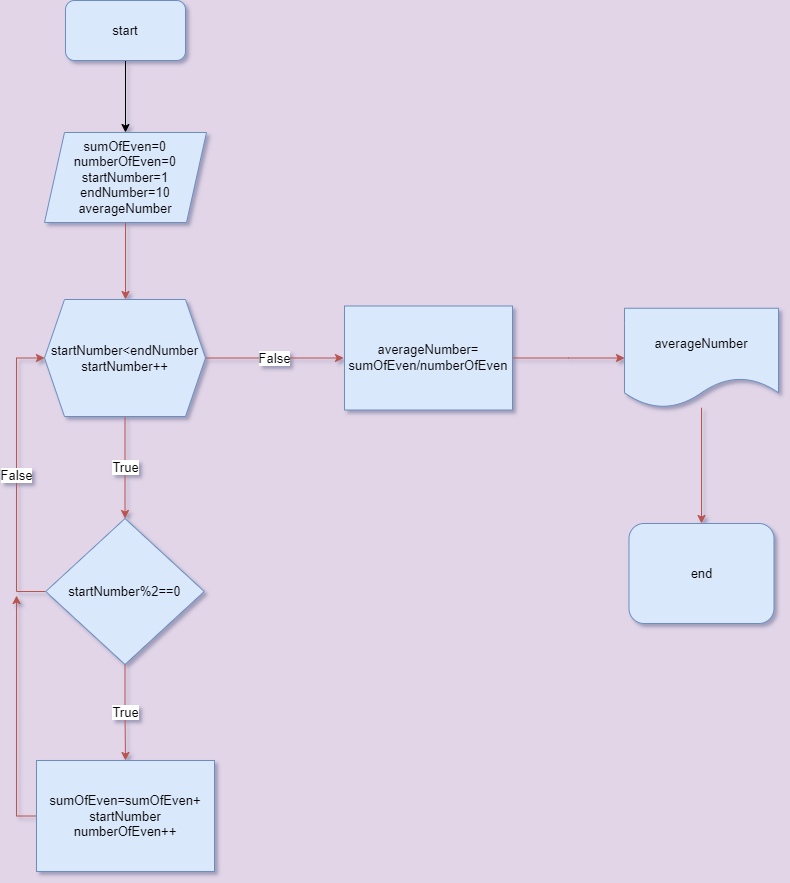 start
sumOfEven=0
numberOfEven=0
startNumber=1
endNumber=10
averageNumber
startNumber<endNumber
startNumber++
False
averageNumber=
sumOfEven/numberOfEven
averageNumber
True
False
startNumber%2==0
end
True
sumOfEven=sumOfEven+
startNumber
numberOfEven++